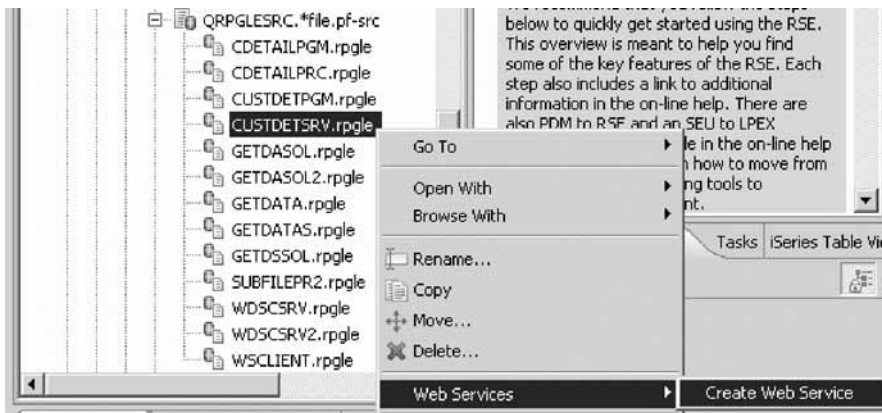 QRPGLESRC.*file.pf-src
CDETAILPGM.rpgle
CDETAILPRC.rpgle
CUSTDETPGM.rpgle
CUSTDETSRV.rpgle
GETDASOL.rpgle
GETDASOL2.rpgle
GETDATA.rpgle
GETDATAS.rpgle
GETDSSOL.rpgle
SUBFILEPR2.rpgle
WDSCSRV.rpgle
WDSCSRV2.rpgle
WSCLIENT.rpgle
below to quickly get started using the RSE.
This overview is meant to help you find
some of the key features of the RSE. Each
step also includes a link to additional
information in the on-line help. There are
also PDM to RSE and an SEU to LPEX
in the on-line help
how to move from
tools to
Go To
Open With
Browse With
Rename...
Copy
Move...
Delete...
Web Services
Create Web Service
Tasks
iSeries Table